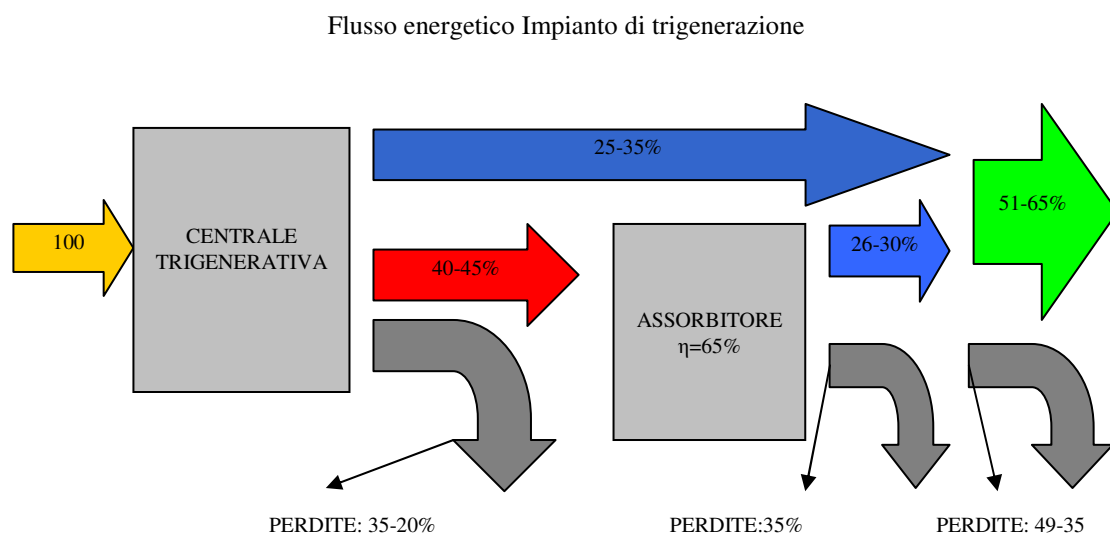 Flusso energetico Impianto di trigenerazione
25-35%
51-65%
100
CENTRALE
TRIGENERATIVA
40-45%
26-30%
ASSORBITORE
η=65%
PERDITE: 35-20%
PERDITE:35%
PERDITE: 49-35